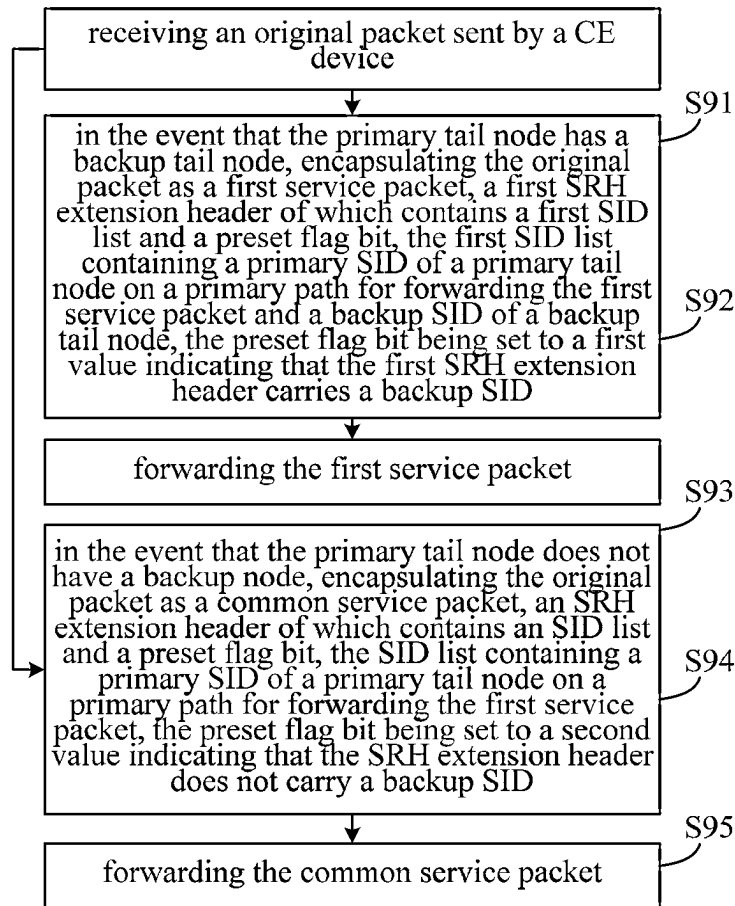 receiving an original packet sent by a CE
device
S91
in the event that the primary tail node has a
backup tail node, encapsulating the original
packet as a first service packet, a first SRH
extension header of which contains a first SID
list and a preset flag bit, the first SID list
containing a primary SID of a primary tail
node on a primary path for forwarding the first
service packet and a backup SID of a backup
tail node, the preset flag bit being set to a first
value indicating that the first SRH extension
header carries a backup SID
S92
forwarding the first service packet
S93
in the event that the primary tail node does not
have a backup node, encapsulating the original
packet as a common service packet, an SRH
extension header of which contains an SID list
and a preset flag bit, the SID list containing a
primary SID of a primary tail node on a
primary path for forwarding the first service
packet, the preset flag bit being set to a second
value indicating that the SRH extension header
does not carry a backup SID
S94
forwarding the common service packet
S95